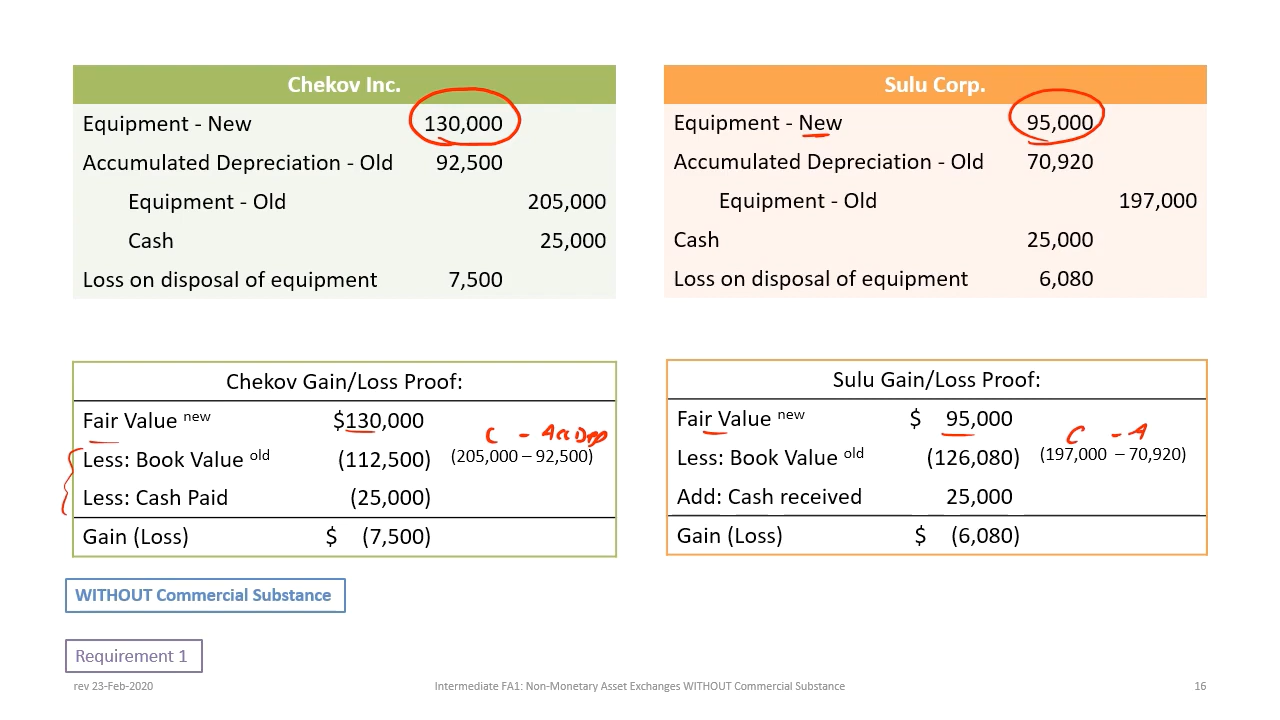 Chekov Inc.
Equipment - New 130,000
Accumulated Depreciation - Old 92,500
Equipment - Old 205,000
Cash 25,000
Loss on disposal of equipment 7,500
Sulu Corp.
Equipment - New 95,000
Accumulated Depreciation - Old 70,920
Equipment - Old 197,000
Cash 25,000
Loss on disposal of equipment 6,080
Chekov Gain/Loss Proof:
Fair Value new $130,000
C - Acc Dep
Less: Book Value old (112,500) (205,000 – 92,500)
Less: Cash Paid (25,000)
Gain (Loss) $ (7,500)
Sulu Gain/Loss Proof:
Fair Value new $ 95,000
C - A
Less: Book Value old (126,080) (197,000 – 70,920)
Add: Cash received 25,000
Gain (Loss) $ (6,080)
WITHOUT Commercial Substance
Requirement 1
rev 23-Feb-2020 Intermediate FA1: Non-Monetary Asset Exchanges WITHOUT Commercial Substance 16